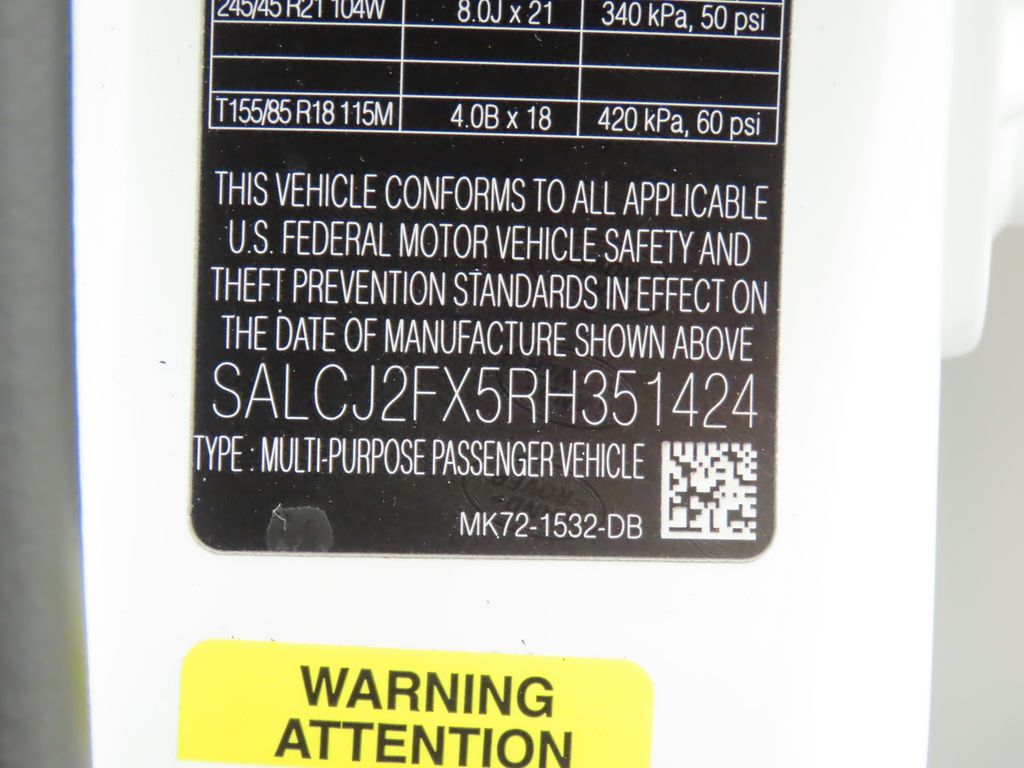 245/45 R21 104W 8.0J x 21 340 kPa, 50 psi
T155/85 R18 115M 4.0B x 18 420 kPa, 60 psi
THIS VEHICLE CONFORMS TO ALL APPLICABLE
U.S. FEDERAL MOTOR VEHICLE SAFETY AND
THEFT PREVENTION STANDARDS IN EFFECT ON
THE DATE OF MANUFACTURE SHOWN ABOVE
SALCJ2FX5RH351424
TYPE : MULTI-PURPOSE PASSENGER VEHICLE
MK72-1532-DB
WARNING
ATTENTION